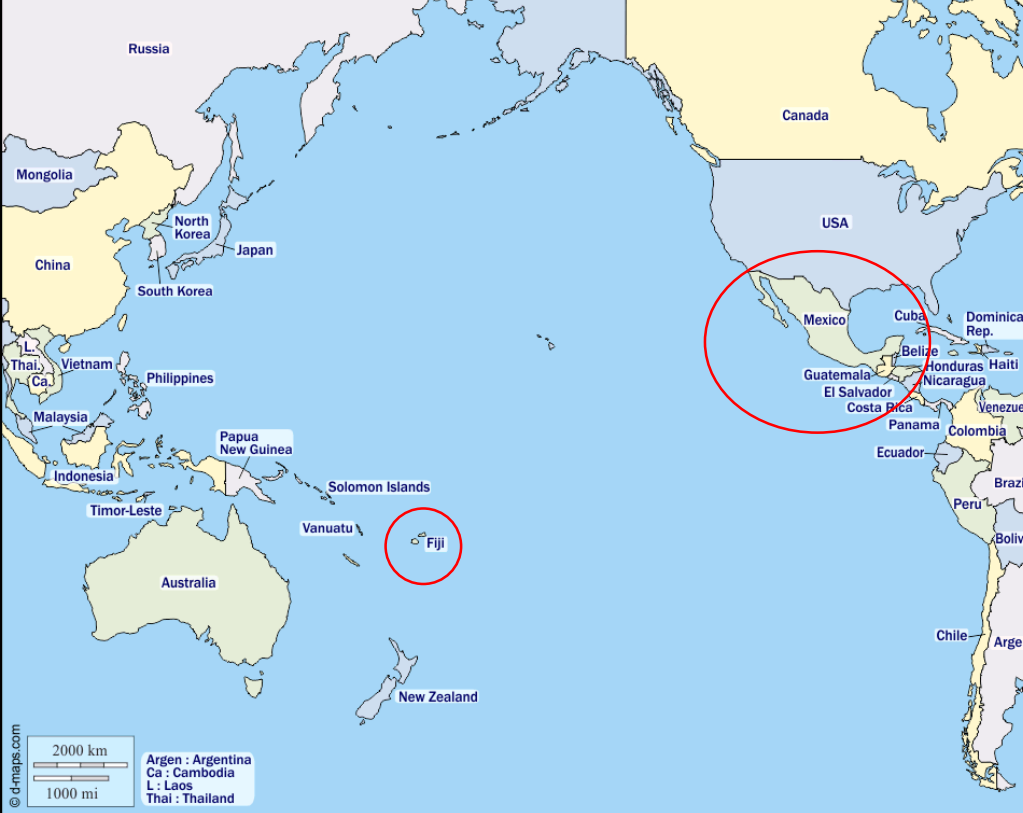 Russia
Canada
Mongolia
North
Korea
USA
Japan
China
South Korea
Mexico
Cuba
Dominica
Rep.
L.
Thai.
Vietnam
Ca.
Belize
Haiti
Honduras
Guatemala
Nicaragua
Philippines
El Salvador
Costa Rica
Venezue
Malaysia
Panama
Colombia
Papua
New Guinea
Ecuador
Indonesia
Solomon Islands
Brazi
Timor-Leste
Peru
Vanuatu
Fiji
Boliv
Australia
Chile
Arge
New Zealand
© d-maps.com
2000 km
1000 mi
Argen : Argentina
Ca : Cambodia
L : Laos
Thai : Thailand